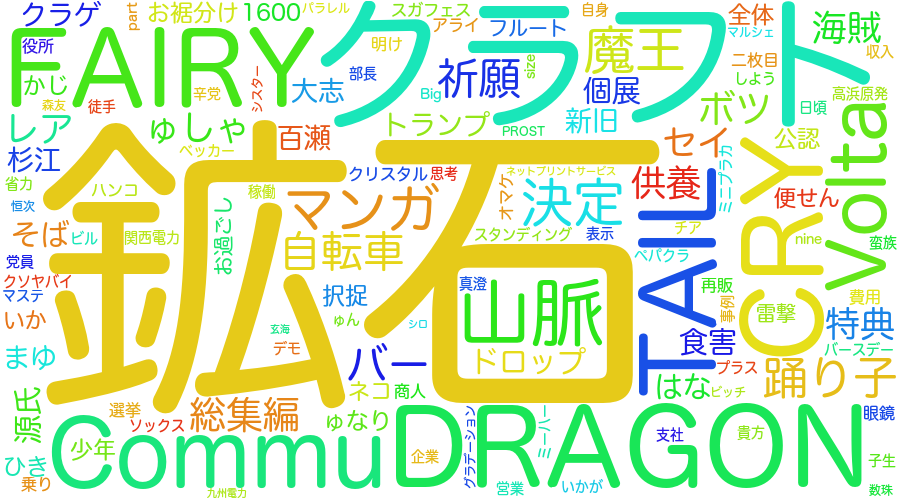 クラゲ
part
お裾分け
1600
パラレル
クラフト
スガフェス
アライ
フルート
自身
全体
マルシェ
海賊
収入
FAIRY
役所
かじ
森友
徒手
辛党
シスター
大志
部長
明け
Big
祈願
size
魔王
個展
二枚目
しよう
日頃
高浜原発
ボツ
レア
ゆしゃ
ベッカー
百瀬
トランプ
PROST
新旧
セイ
公認
Volta
杉江
省力
恒次
ハンコ
稼働
クリスタル
思考
ネットプリントサービス
供養
ミニプラカ
CRY
便せん
nine
蛮族
鉱石
マンガ
オマケ
決定
TAIL
チア
そば
ビル
関西電力
お過ごし
自転車
スタンディング
表示
ペパクラ
再販
事例
雷撃
費用
党員
クソヤバイ
マステ
いか
択捉
ゅん
真澄
山脈
食害
特典
バースデー
まゆ
玄海
デモ
シロ
バー
ドロップ
プラス
はな
ピッチ
踊り子
源氏
選挙
ソックス
総集編
ネコ
商人
ゅなり
グラデーション
ミーハー
支社
貴方
眼鏡
Commu
DRAGON
少年
ひき
乗り
九州電力
企業
営業
いかが
子生
数珠